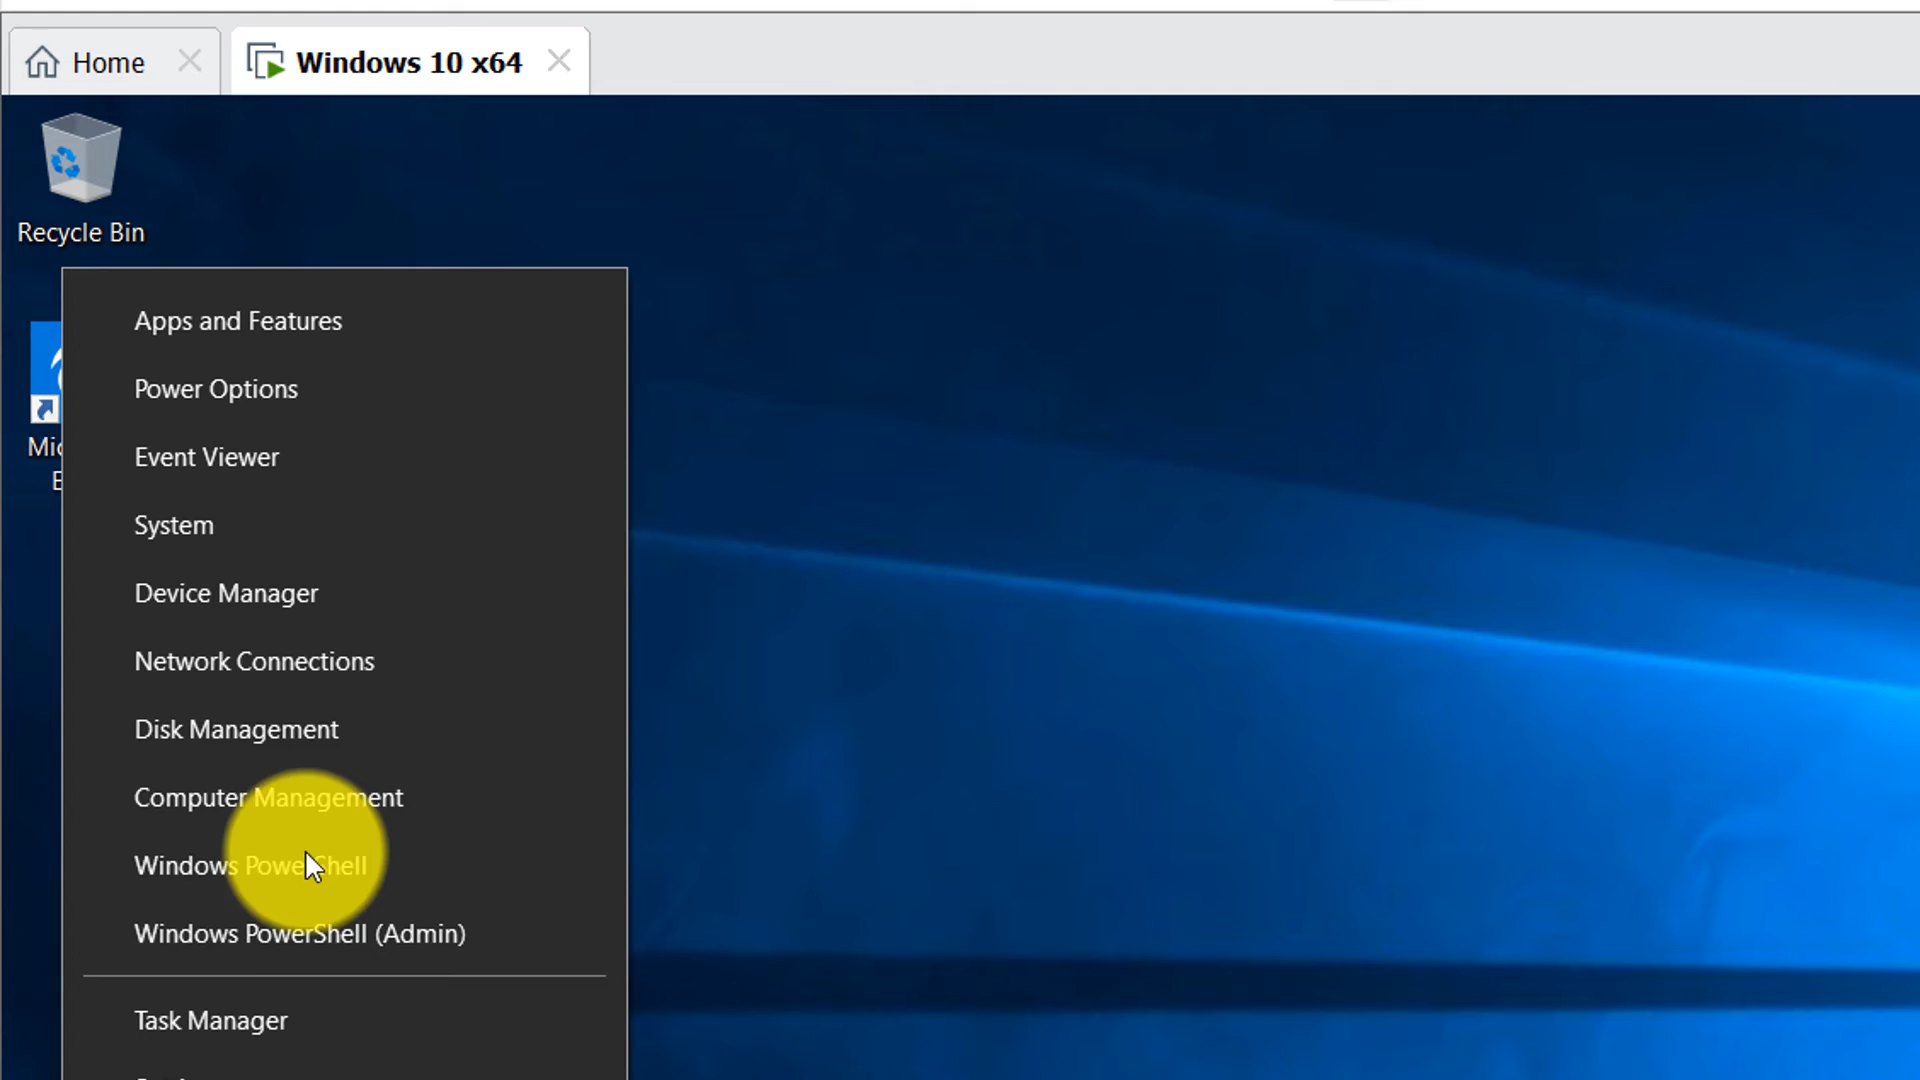 Home
Windows 10 x64
Recycle Bin
Apps and Features
Power Options
Event Viewer
System
Device Manager
Network Connections
Disk Management
Computer Management
Windows PowerShell
Windows PowerShell (Admin)
Task Manager